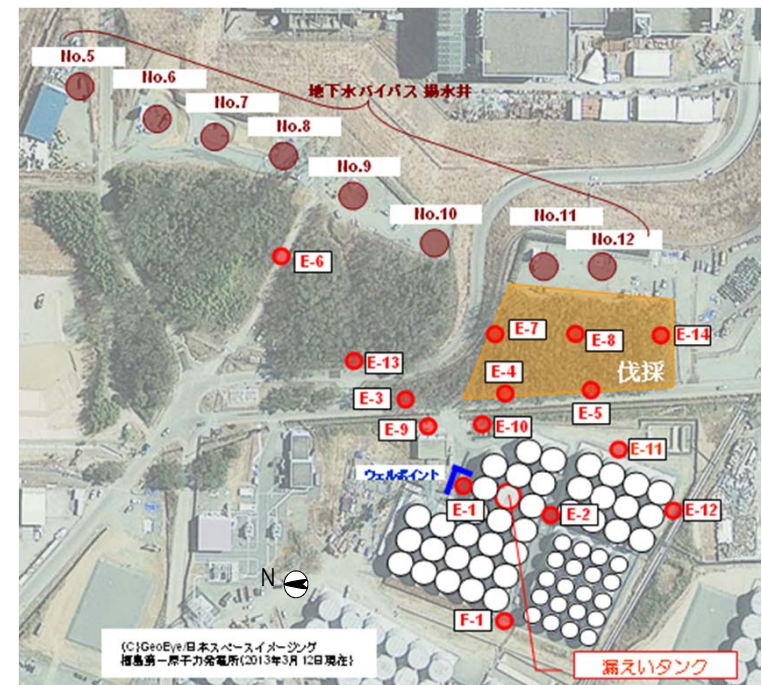 No.5
No.6
No.7
地下水バイパス 揚水井
No.8
No.9
No.10
No.11
No.12
E-6
E-7
E-8
E-14
E-13
伐採
E-4
E-5
E-3
E-9
E-10
E-11
ウェルポイント
E-1
E-2
E-12
N
F-1
(C)GeoEye/日本スペースイメージング
福島第一原子力発電所(2013年3月12日現在)
漏えいタンク